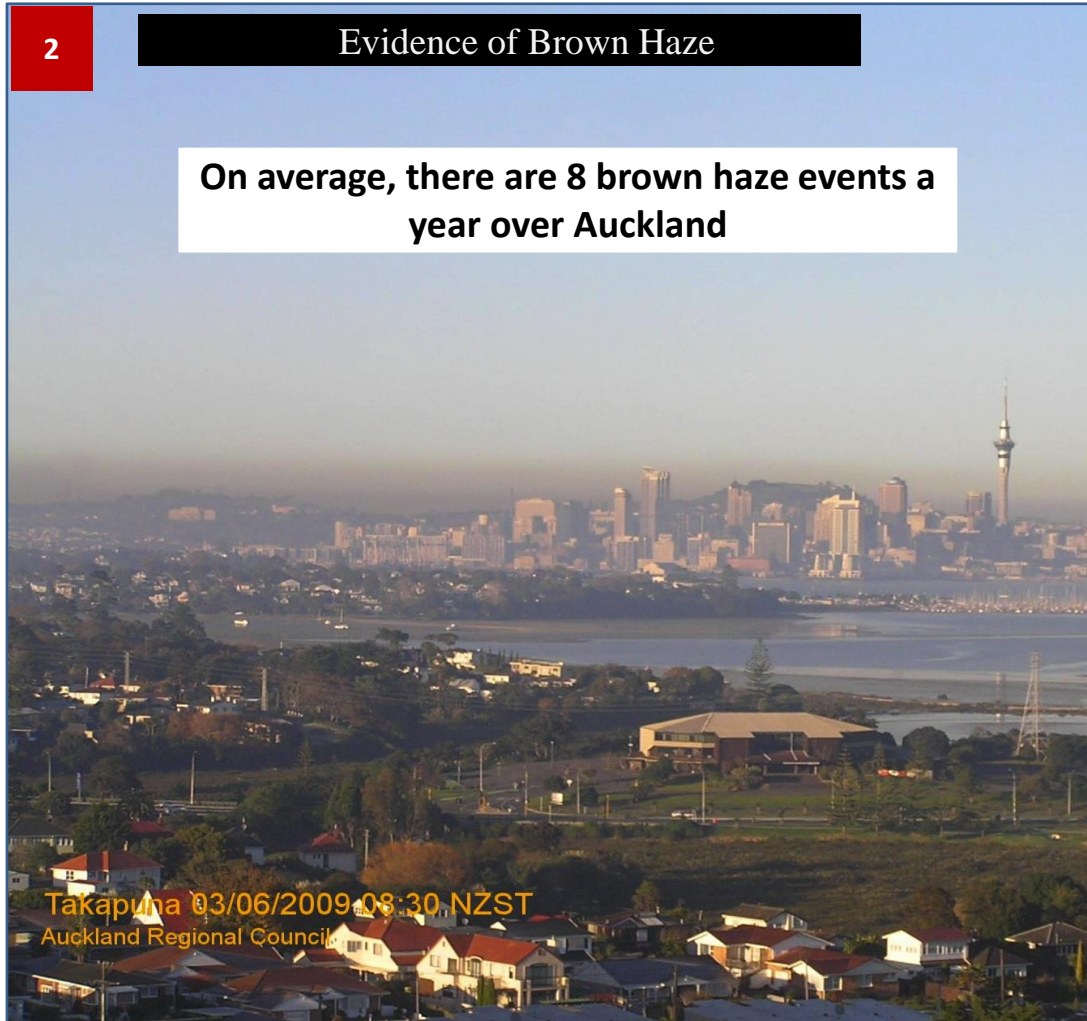 2
Evidence of Brown Haze
On average, there are 8 brown haze events a
year over Auckland
Takapuna 03/06/2009 08:30 NZST
Auckland Regional Council